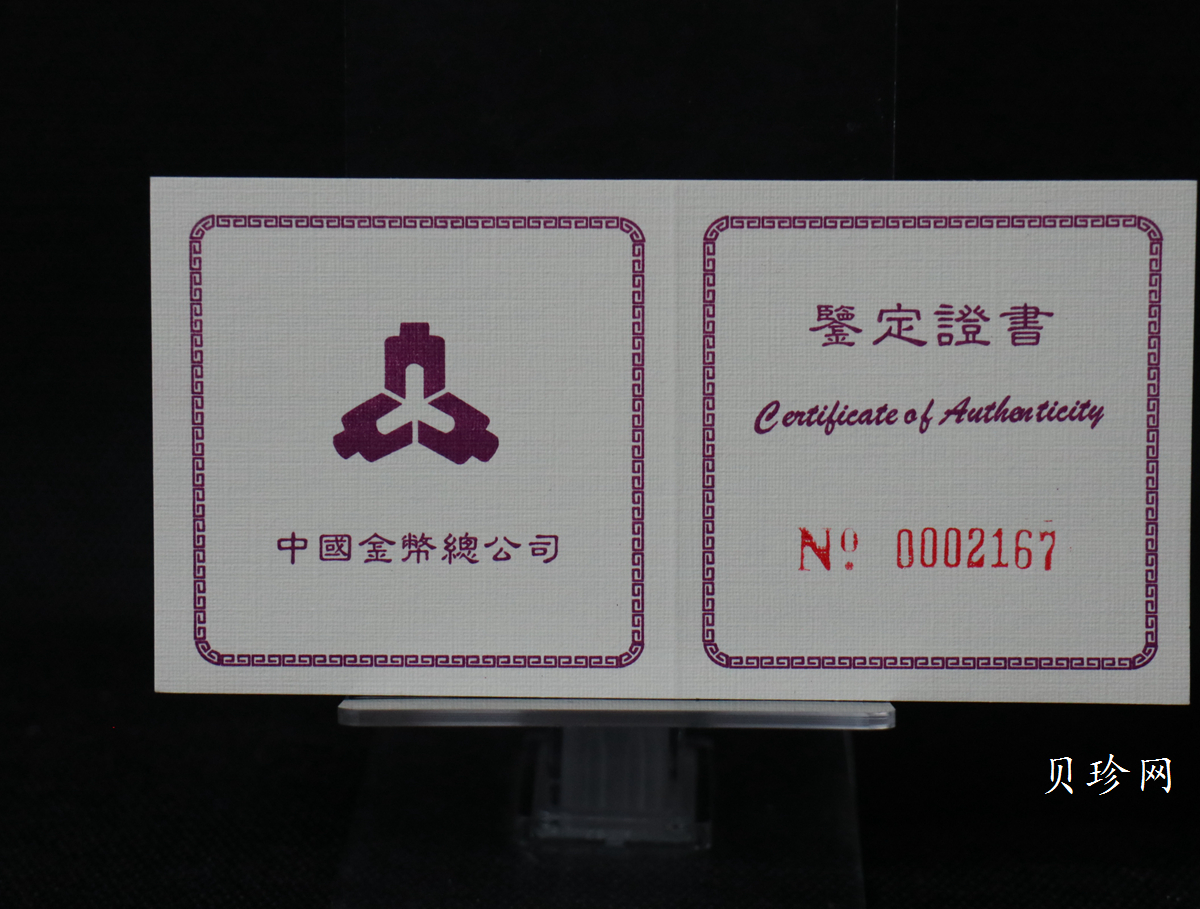 中國金幣總公司
鑒定證書
Certificate of Authenticity
Nº 0002167
贝珍网